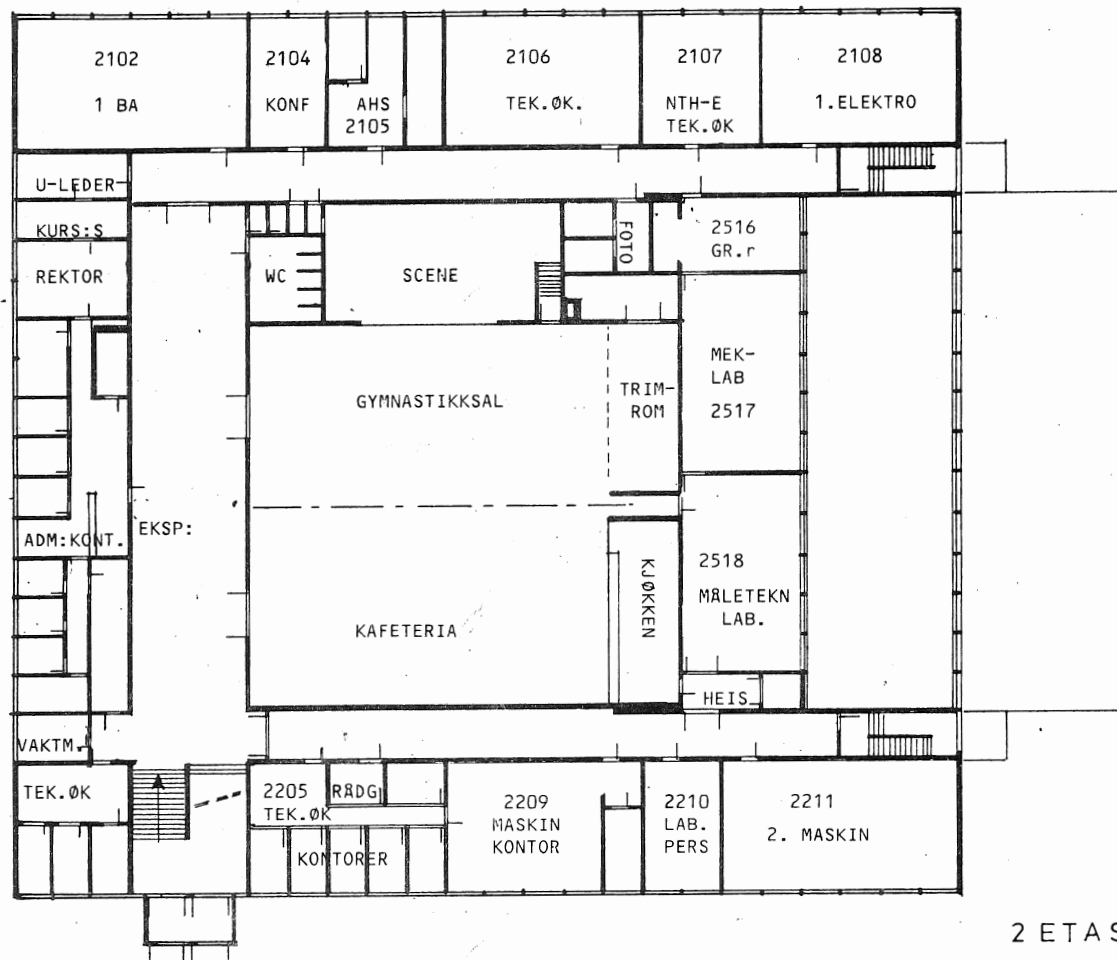 2102
1 BA
2104
KONF
AHS
2105
2106
TEK.ØK.
2107
NTH-E
TEK.ØK
2108
1.ELEKTRO
U-LEDER
KURS:S
REKTOR
WC
SCENE
FOTO
2516
GR.r
GYMNASTIKKSAL
TRIM-
ROM
MEK-
LAB
2517
ADM:KONT.
EKSP:
KAFETERIA
KJØKKEN
2518
MÅLETEKN
LAB.
HEIS
VAKTM.
TEK.ØK
2205
TEK.ØK
RÅDG
KONTORER
2209
MASKIN
KONTOR
2210
LAB.
PERS
2211
2. MASKIN
2 ETAS